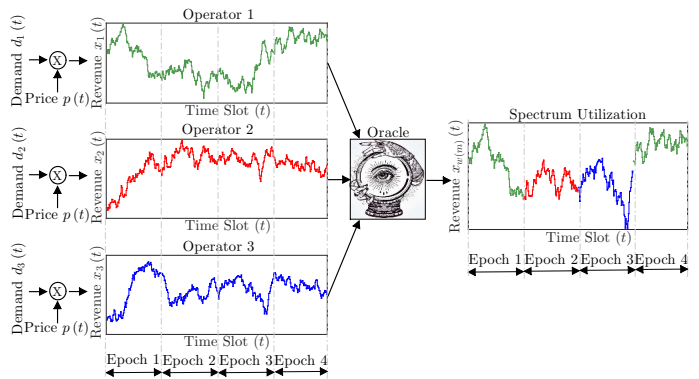 Operator 1
Demand d₁ (t)
X
Price p (t)
Revenue x₁ (t)
Time Slot (t)
Operator 2
Demand d₂ (t)
X
Price p (t)
Revenue x₂ (t)
Time Slot (t)
Operator 3
Demand d₃ (t)
X
Price p (t)
Revenue x₃ (t)
Time Slot (t)
Epoch 1
Epoch 2
Epoch 3
Epoch 4
Oracle
Spectrum Utilization
Time Slot (t)
Epoch 1
Epoch 2
Epoch 3
Epoch 4